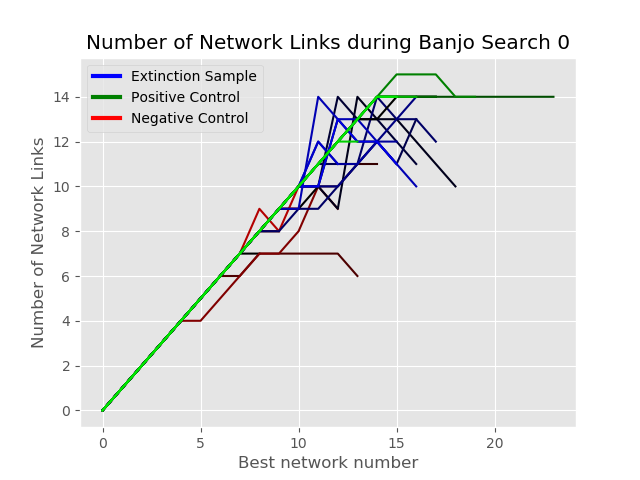 Number of Network Links during Banjo Search 0
Extinction Sample
Positive Control
Negative Control
Number of Network Links
14
12
10
8
6
4
2
0
0 5 10 15 20
Best network number